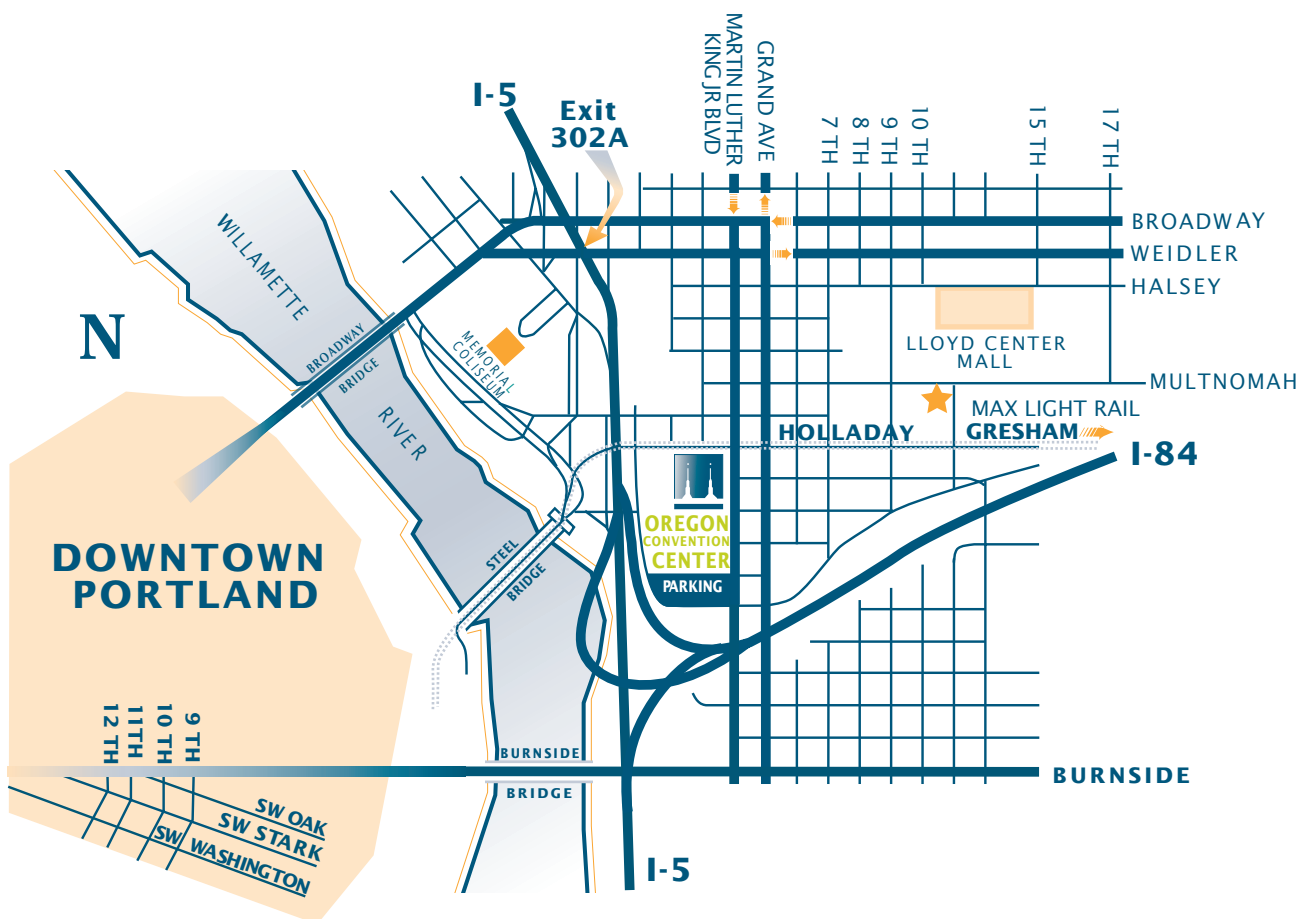 MARTIN LUTHER
KING JR BLVD
GRAND AVE
I-5
Exit
302A
7 TH
8 TH
9 TH
10 TH
15 TH
17 TH
BROADWAY
WEIDLER
HALSEY
WILLAMETTE
RIVER
N
BROADWAY
BRIDGE
MEMORIAL
COLISEUM
LLOYD CENTER
MALL
MULTNOMAH
MAX LIGHT RAIL
GRESHAM
HOLLADAY
I-84
OREGON
CONVENTION
CENTER
PARKING
STEEL
BRIDGE
DOWNTOWN
PORTLAND
12 TH
11TH
10 TH
9 TH
BURNSIDE
BRIDGE
BURNSIDE
SW OAK
SW STARK
SW WASHINGTON
I-5